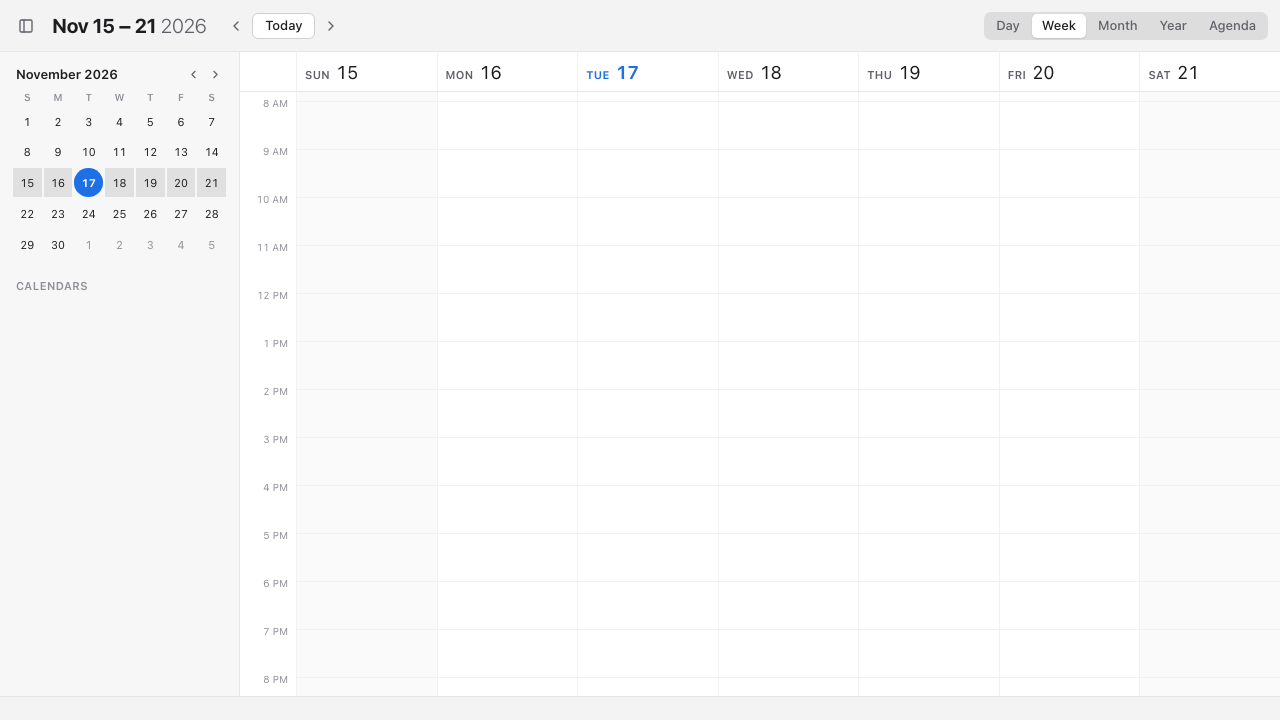 Nov 15 – 21 2026
Today
Day Week Month Year Agenda
November 2026
S M T W T F S
1 2 3 4 5 6 7
8 9 10 11 12 13 14
15 16 17 18 19 20 21
22 23 24 25 26 27 28
29 30 1 2 3 4 5
CALENDARS
SUN 15 MON 16 TUE 17 WED 18 THU 19 FRI 20 SAT 21
8 AM
9 AM
10 AM
11 AM
12 PM
1 PM
2 PM
3 PM
4 PM
5 PM
6 PM
7 PM
8 PM